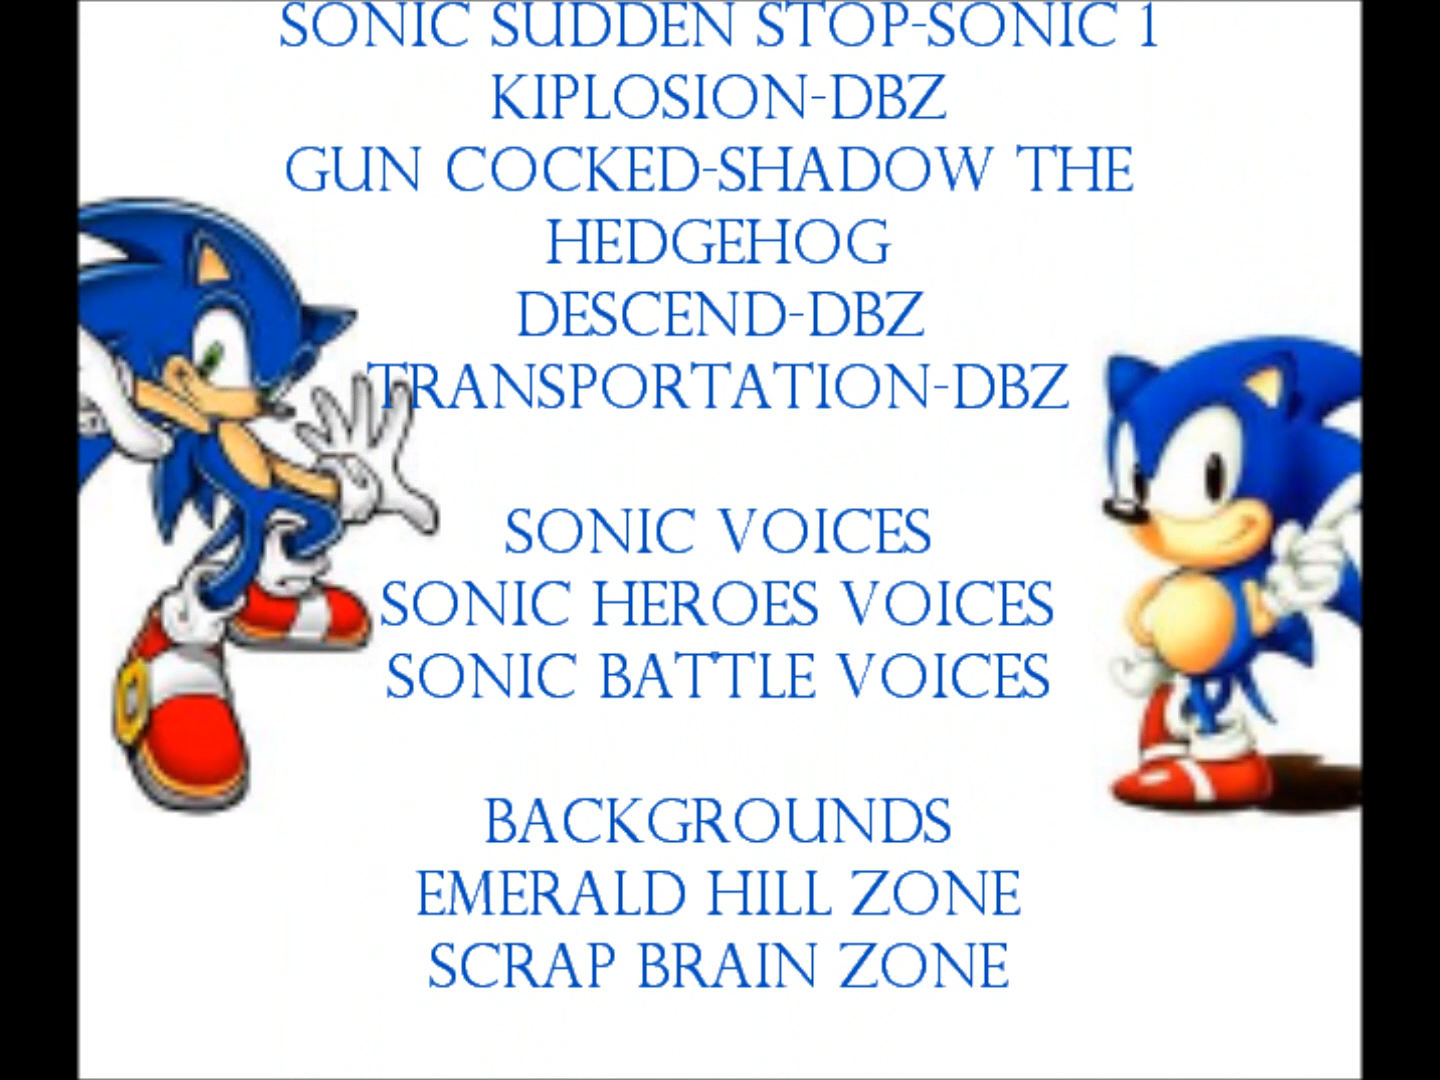 SONIC SUDDEN STOP-SONIC 1
KIPLOSION-DBZ
GUN COCKED-SHADOW THE
HEDGEHOG
DESCEND-DBZ
TRANSPORTATION-DBZ
SONIC VOICES
SONIC HEROES VOICES
SONIC BATTLE VOICES
BACKGROUNDS
EMERALD HILL ZONE
SCRAP BRAIN ZONE